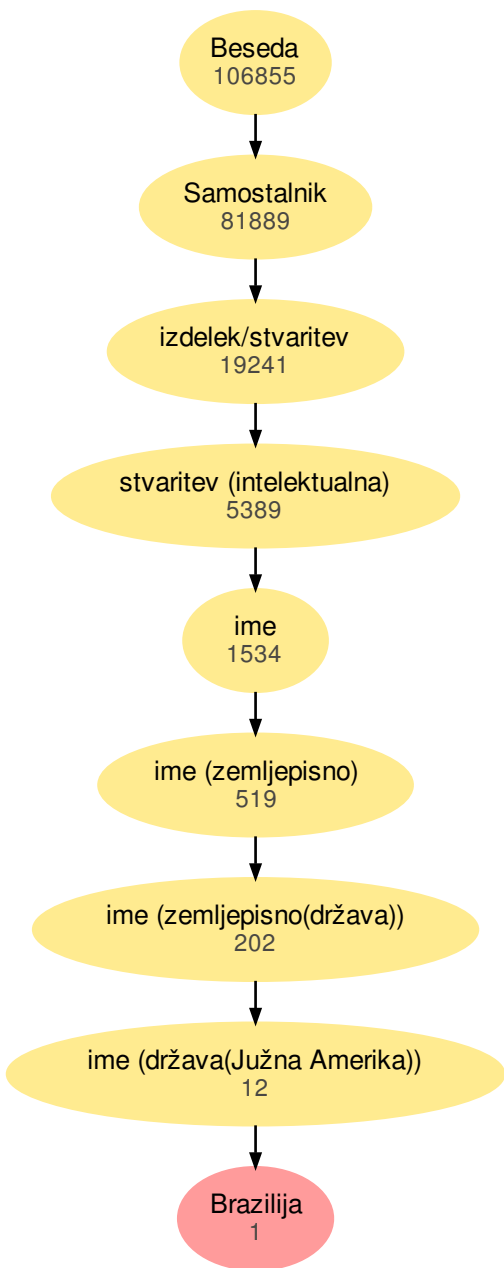 Beseda
106855
Samostalnik
81889
izdelek/stvaritev
19241
stvaritev (intelektualna)
5389
ime
1534
ime (zemljepisno)
519
ime (zemljepisno(država))
202
ime (država(Južna Amerika))
12
Brazilija
1